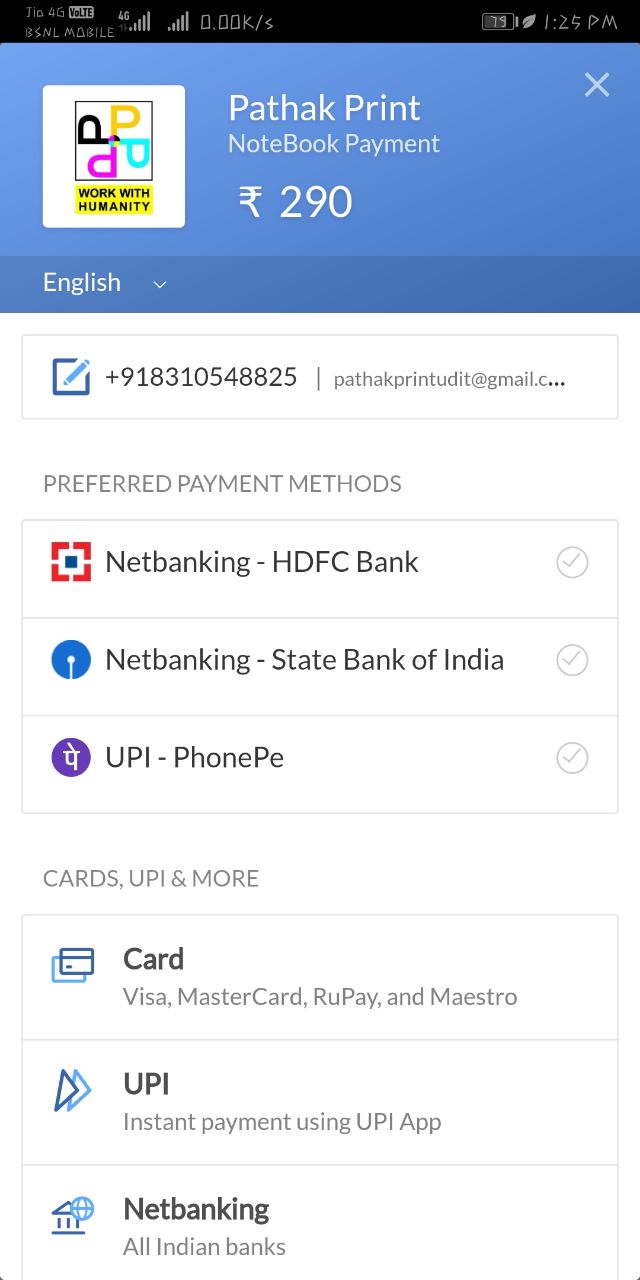 Jio 4G VoLTE
BSNL MOBILE
4G
0.00K/s
79
1:25 PM
P
P
P
P
WORK WITH
HUMANITY
Pathak Print
NoteBook Payment
₹ 290
English
+918310548825 | pathakprintudit@gmail.c...
PREFERRED PAYMENT METHODS
Netbanking - HDFC Bank
Netbanking - State Bank of India
पे UPI - PhonePe
CARDS, UPI & MORE
Card
Visa, MasterCard, RuPay, and Maestro
UPI
Instant payment using UPI App
Netbanking
All Indian banks